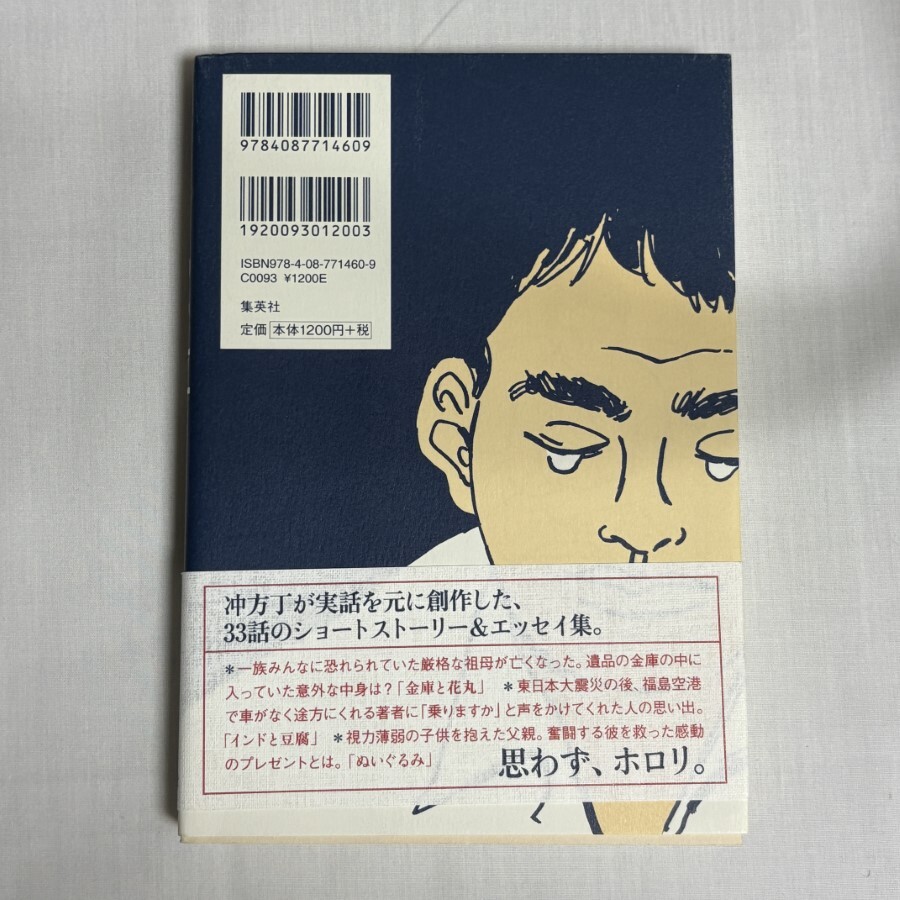 9784087714609
1920093012003
ISBN978-4-08-771460-9
C0093 ¥1200E
集英社
定価 本体1200円+税
冲方丁が実話を元に創作した、
33話のショートストーリー&エッセイ集。
*一族みんなに恐れられていた厳格な祖母が亡くなった。遺品の金庫の中に
入っていた意外な中身は?「金庫と花丸」 *東日本大震災の後、福島空港
で車がなく途方にくれる著者に「乗りますか」と声をかけてくれた人の思い出。
「インドと豆腐」 *視力薄弱の子供を抱えた父親。奮闘する彼を救った感動
のプレゼントとは。「ぬいぐるみ」
思わず、ホロリ。